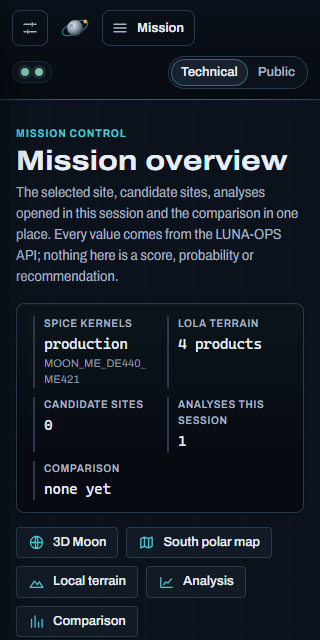 Mission
Technical Public
MISSION CONTROL
Mission overview
The selected site, candidate sites, analyses
opened in this session and the comparison in one
place. Every value comes from the LUNA-OPS
API; nothing here is a score, probability or
recommendation.
SPICE KERNELS
production
MOON_ME_DE440_
ME421
LOLA TERRAIN
4 products
CANDIDATE SITES
0
ANALYSES THIS
SESSION
1
COMPARISON
none yet
3D Moon
South polar map
Local terrain
Analysis
Comparison